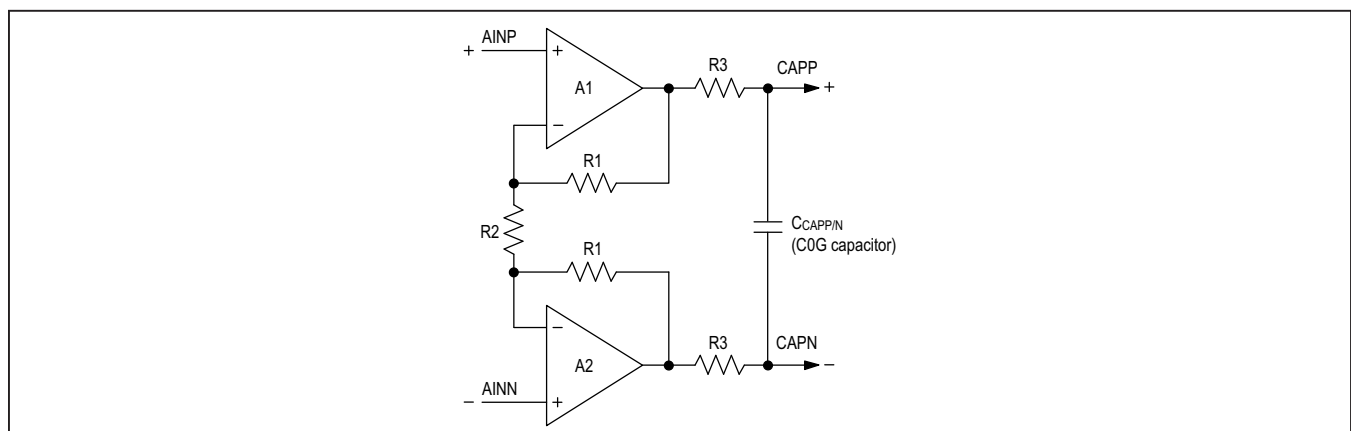 + AINP
+
A1
−
R3
CAPP
+
R1
R2
CCAPP/N
(C0G capacitor)
R1
−
A2
+
R3
CAPN
−
− AINN